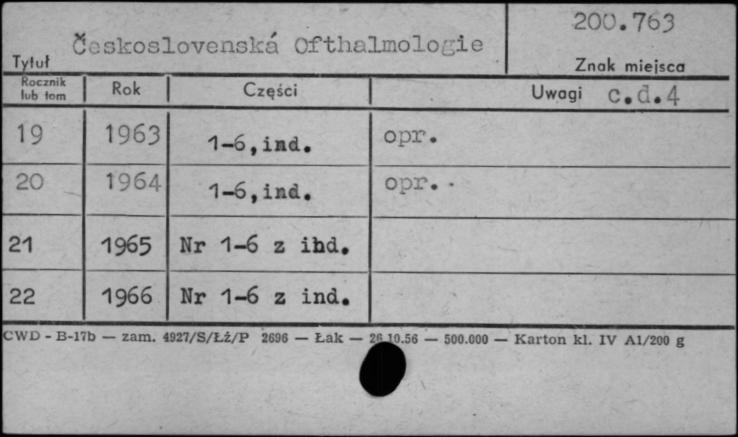 200.763
Československá Ofthalmologie
Tytuł
Znak miejsca
Rocznik lub tom Rok Części Uwagi c.d.4
19 1963 1-6,ind. opr.
20 1964 1-6,ind. opr.
21 1965 Nr 1-6 z ihd.
22 1966 Nr 1-6 z ind.
CWD - B-17b — zam. 4927/S/Łż/P 2696 — Łak — 26.10.56 — 500.000 — Karton kl. IV A1/200 g